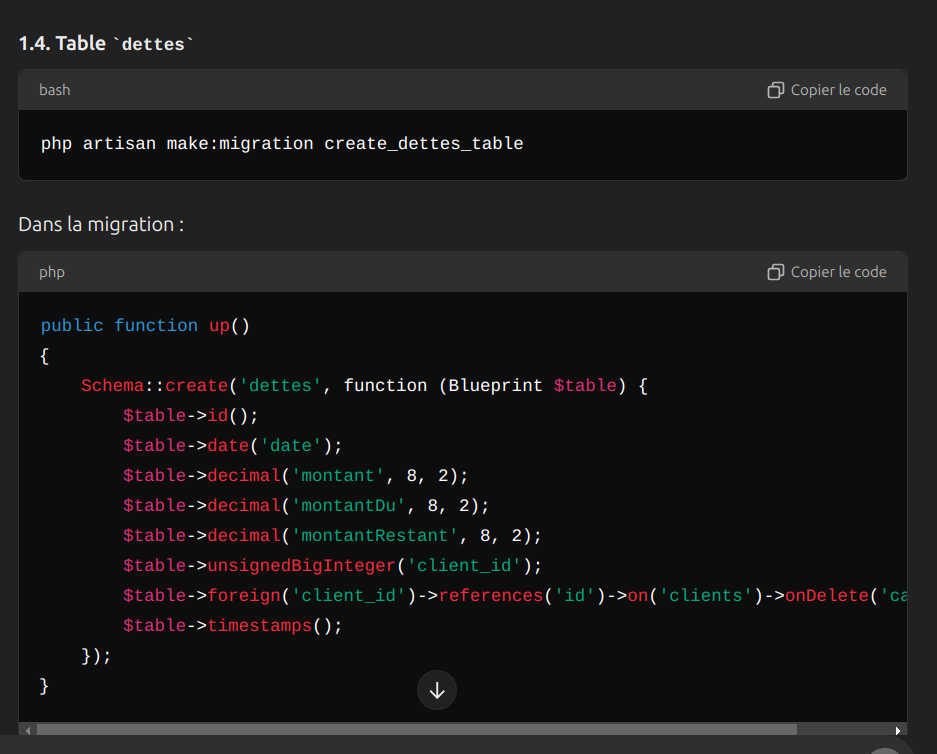 1.4. Table `dettes`
bash
Copier le code
php artisan make:migration create_dettes_table
Dans la migration :
php
Copier le code
public function up()
{
    Schema::create('dettes', function (Blueprint $table) {
        $table->id();
        $table->date('date');
        $table->decimal('montant', 8, 2);
        $table->decimal('montantDu', 8, 2);
        $table->decimal('montantRestant', 8, 2);
        $table->unsignedBigInteger('client_id');
        $table->foreign('client_id')->references('id')->on('clients')->onDelete('ca
        $table->timestamps();
    });
}